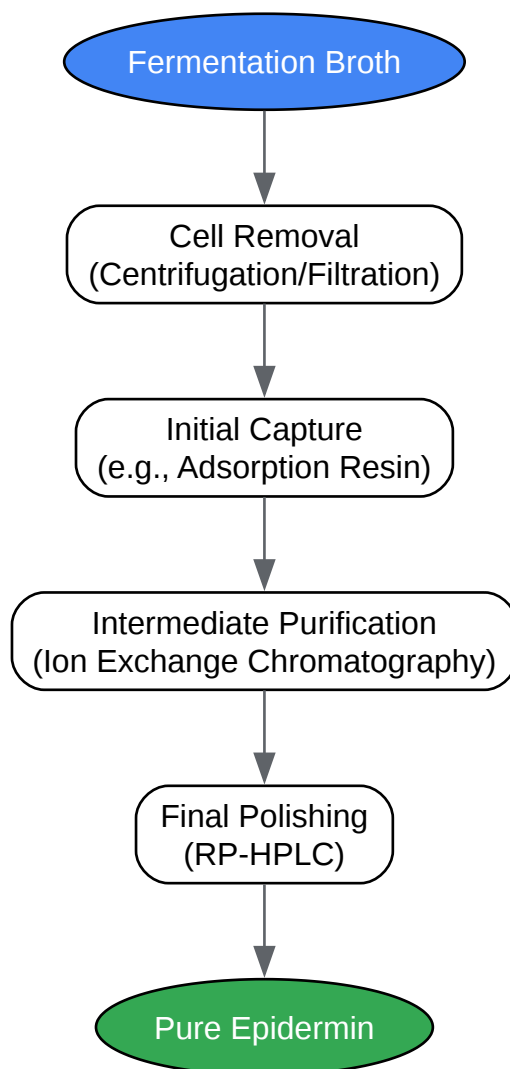 Fermentation Broth
Cell Removal
(Centrifugation/Filtration)
Initial Capture
(e.g., Adsorption Resin)
Intermediate Purification
(Ion Exchange Chromatography)
Final Polishing
(RP-HPLC)
Pure Epidermin